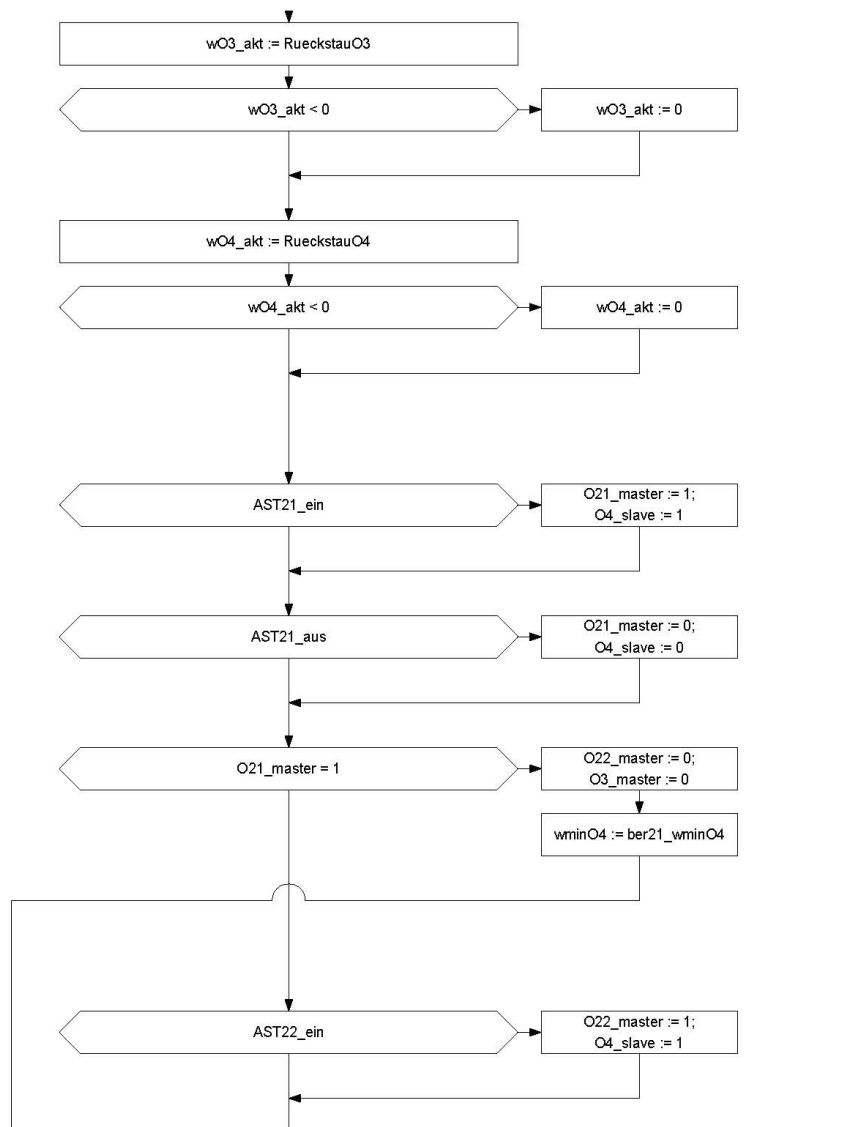 wO3_akt := RueckstauO3
wO3_akt < 0
wO3_akt := 0
wO4_akt := RueckstauO4
wO4_akt < 0
wO4_akt := 0
AST21_ein
O21_master := 1;
O4_slave := 1
AST21_aus
O21_master := 0;
O4_slave := 0
O21_master = 1
O22_master := 0;
O3_master := 0
wminO4 := ber21_wminO4
AST22_ein
O22_master := 1;
O4_slave := 1